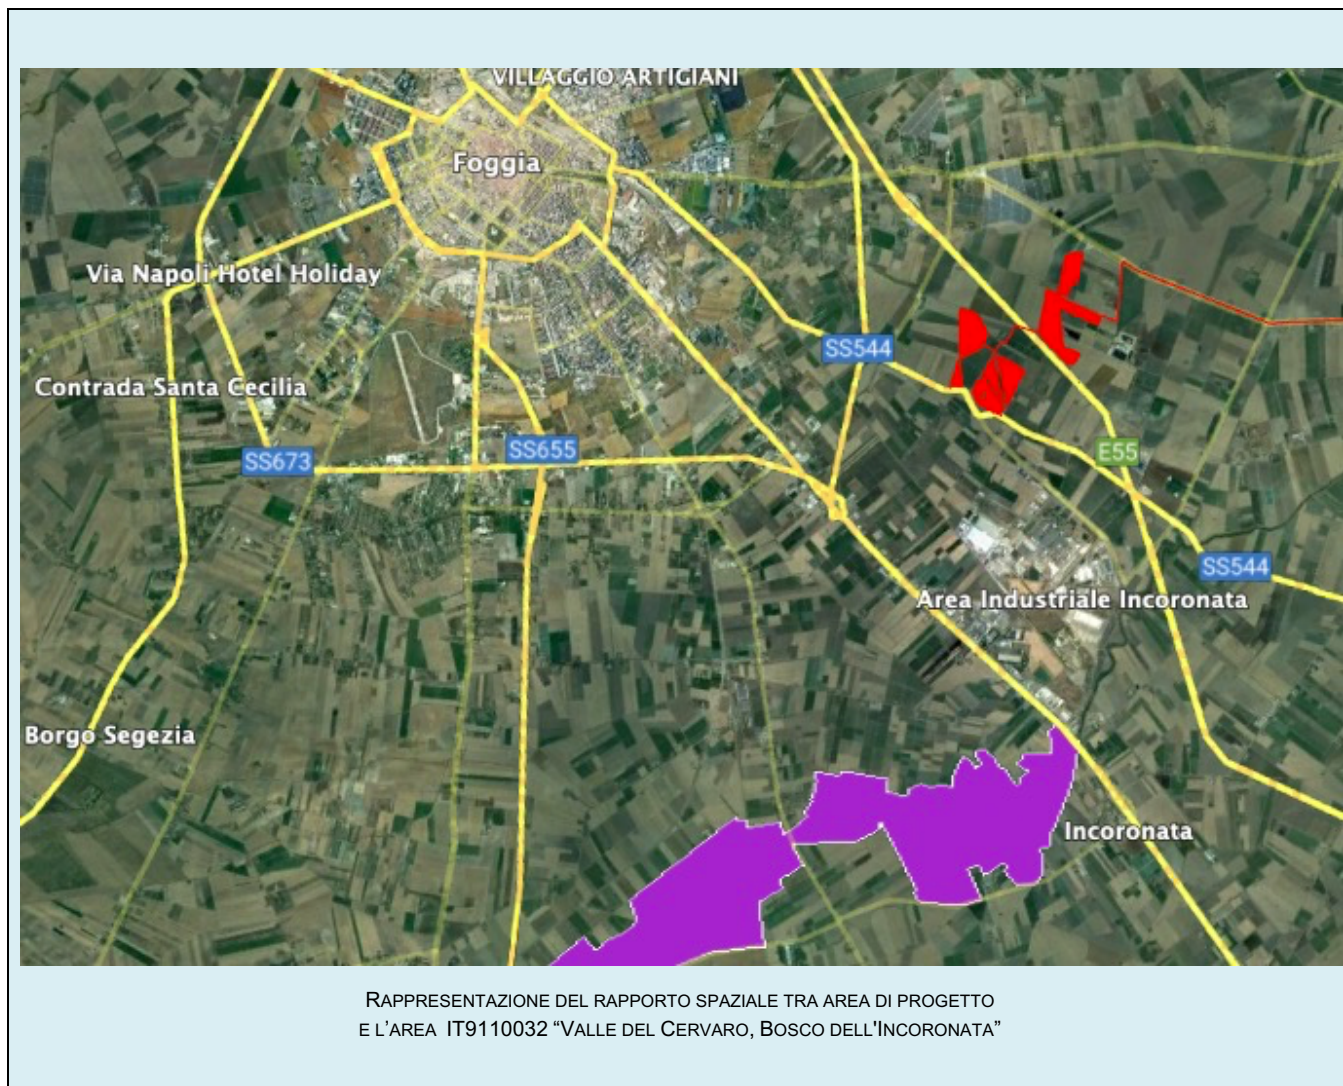 VILLAGGIO ARTIGIANI
Foggia
Via Napoli Hotel Holiday
SS544
Contrada Santa Cecilia
SS673
SS655
E55
SS544
Area Industriale Incoronata
Borgo Segezia
Incoronata
RAPPRESENTAZIONE DEL RAPPORTO SPAZIALE TRA AREA DI PROGETTO
E L'AREA IT9110032 “VALLE DEL CERVARO, BOSCO DELL'INCORONATA”